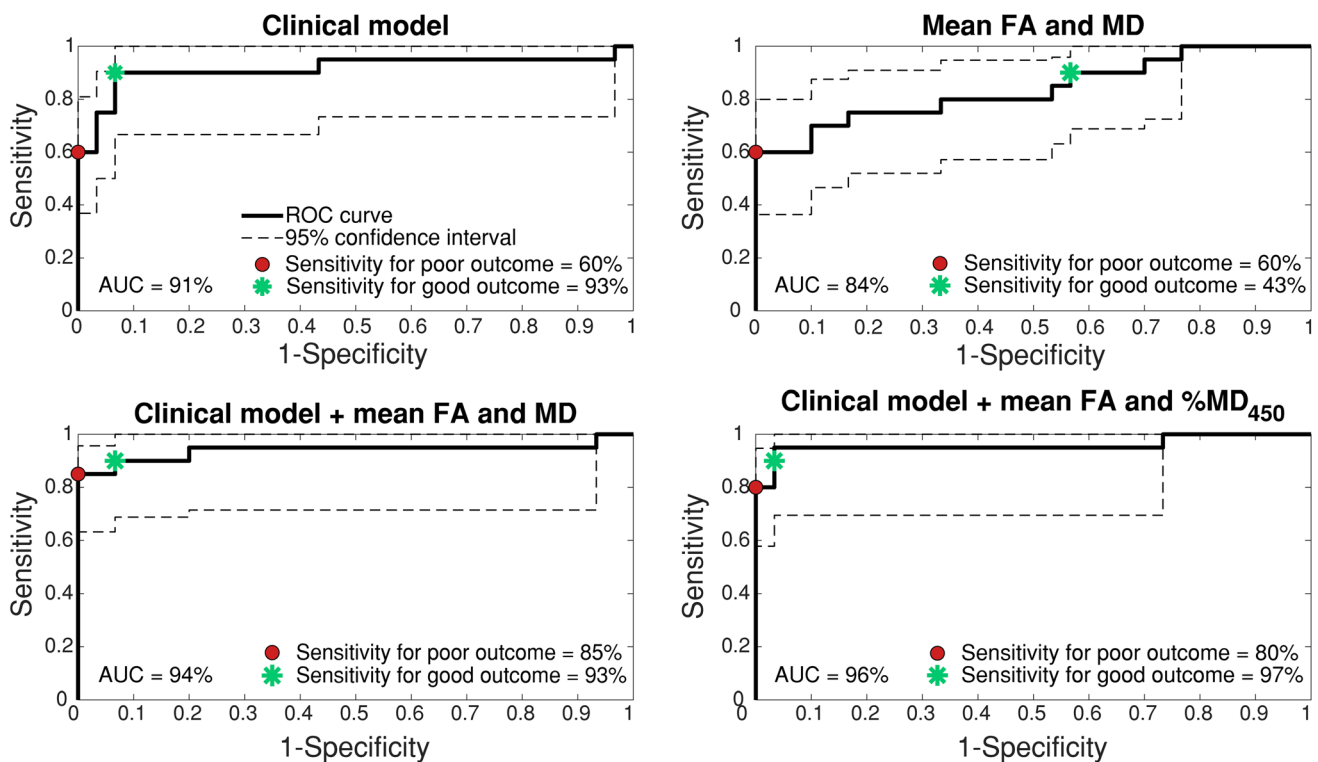 Clinical model
1
0.8
0.6
0.4
0.2
0
Sensitivity
ROC curve
95% confidence interval
Sensitivity for poor outcome = 60%
Sensitivity for good outcome = 93%
AUC = 91%
0 0.1 0.2 0.3 0.4 0.5 0.6 0.7 0.8 0.9 1
1-Specificity
Mean FA and MD
1
0.8
0.6
0.4
0.2
0
Sensitivity
Sensitivity for poor outcome = 60%
Sensitivity for good outcome = 43%
AUC = 84%
0 0.1 0.2 0.3 0.4 0.5 0.6 0.7 0.8 0.9 1
1-Specificity
Clinical model + mean FA and MD
1
0.8
0.6
0.4
0.2
0
Sensitivity
Sensitivity for poor outcome = 85%
Sensitivity for good outcome = 93%
AUC = 94%
0 0.1 0.2 0.3 0.4 0.5 0.6 0.7 0.8 0.9 1
1-Specificity
Clinical model + mean FA and %MD450
1
0.8
0.6
0.4
0.2
0
Sensitivity
Sensitivity for poor outcome = 80%
Sensitivity for good outcome = 97%
AUC = 96%
0 0.1 0.2 0.3 0.4 0.5 0.6 0.7 0.8 0.9 1
1-Specificity